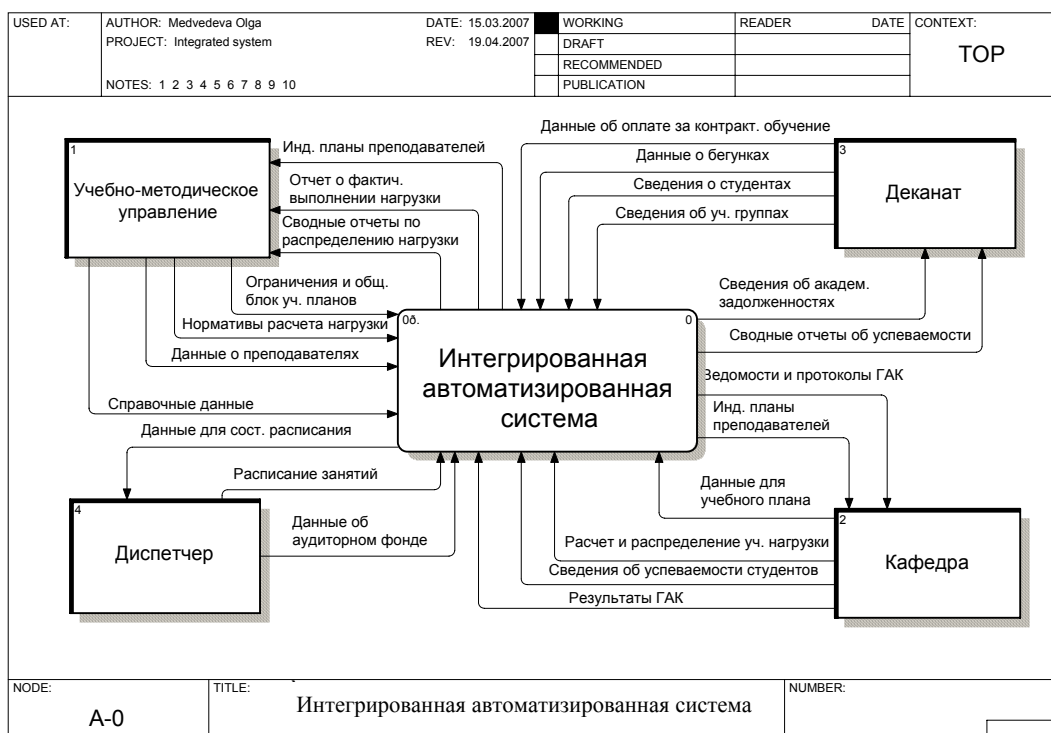 USED AT:
AUTHOR: Medvedeva Olga
DATE: 15.03.2007
WORKING
READER
DATE
CONTEXT:
PROJECT: Integrated system
REV: 19.04.2007
DRAFT
TOP
RECOMMENDED
NOTES: 1 2 3 4 5 6 7 8 9 10
PUBLICATION
1
Учебно-методическое
управление
Инд. планы преподавателей
Отчет о фактич.
выполнении нагрузки
Сводные отчеты по
распределению нагрузки
Данные об оплате за контракт. обучение
Данные о бегунках
Сведения о студентах
Сведения об уч. группах
3
Деканат
Ограничения и общ.
блок уч. планов
Нормативы расчета нагрузки
Данные о преподавателях
Справочные данные
0р.
0
Интегрированная
автоматизированная
система
Сведения об академ.
задолженностях
Сводные отчеты об успеваемости
Ведомости и протоколы ГАК
Инд. планы
преподавателей
Данные для сост. расписания
Расписание занятий
Данные об
аудиторном фонде
4
Диспетчер
Данные для
учебного плана
Расчет и распределение уч. нагрузки
Сведения об успеваемости студентов
Результаты ГАК
2
Кафедра
NODE:
A-0
TITLE:
Интегрированная автоматизированная система
NUMBER: